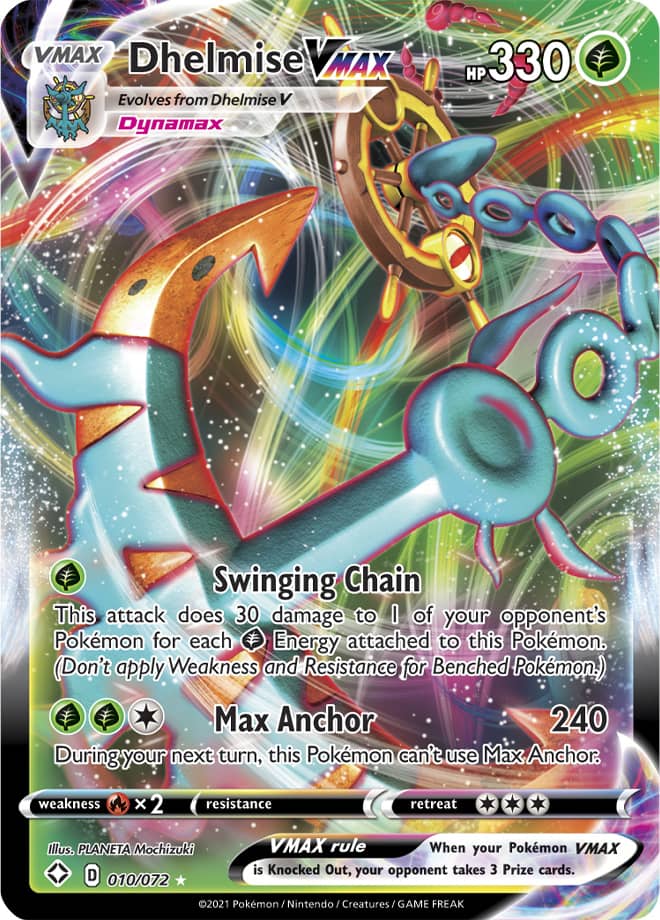 VMAX
Dhelmise VMAX
HP 330
Evolves from Dhelmise V
Dynamax
Swinging Chain
This attack does 30 damage to 1 of your opponent's
Pokémon for each Energy attached to this Pokémon.
(Don't apply Weakness and Resistance for Benched Pokémon.)
Max Anchor 240
During your next turn, this Pokémon can't use Max Anchor.
weakness ×2 resistance retreat
Illus. PLANETA Mochizuki
VMAX rule When your Pokémon VMAX
is Knocked Out, your opponent takes 3 Prize cards.
D 010/072 ★
©2021 Pokémon / Nintendo / Creatures / GAME FREAK